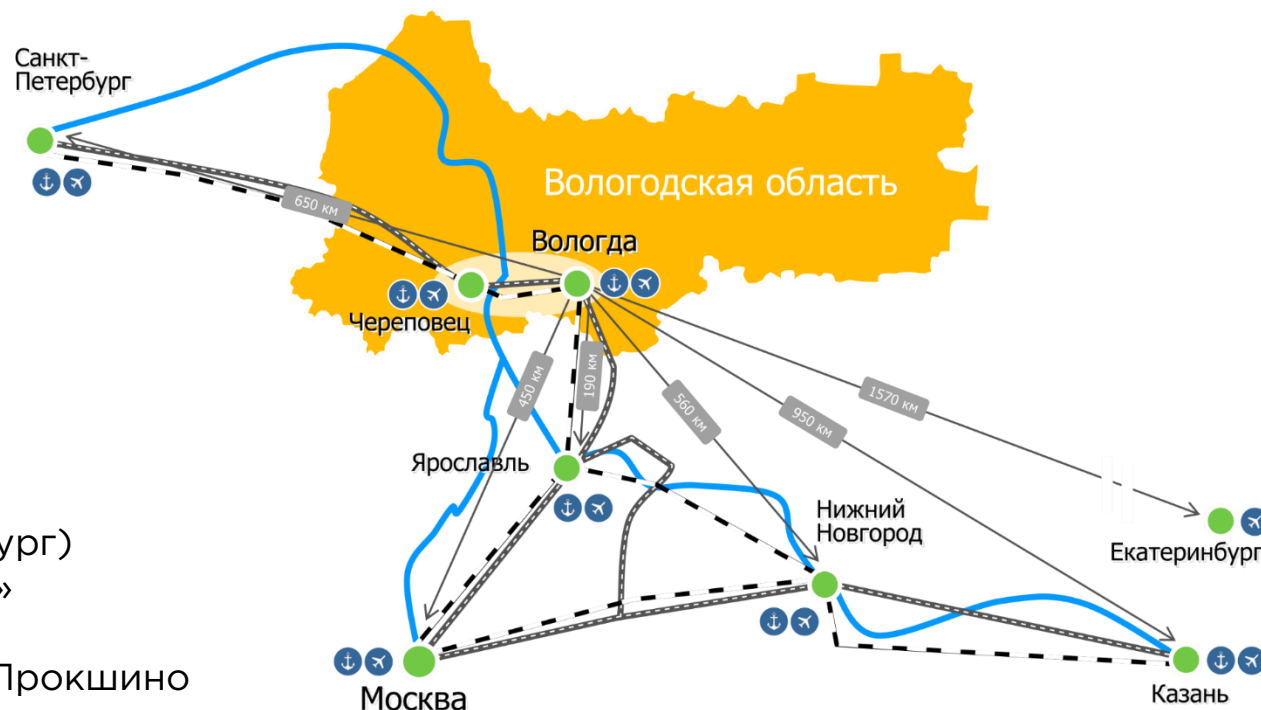 Санкт-
Петербург
Вологодская область
650 км
Вологда
Череповец
450 км
190 км
560 км
950 км
1570 км
Ярославль
Нижний
Новгород
Екатеринбург
ург)
»
Прокшино
Москва
Казань